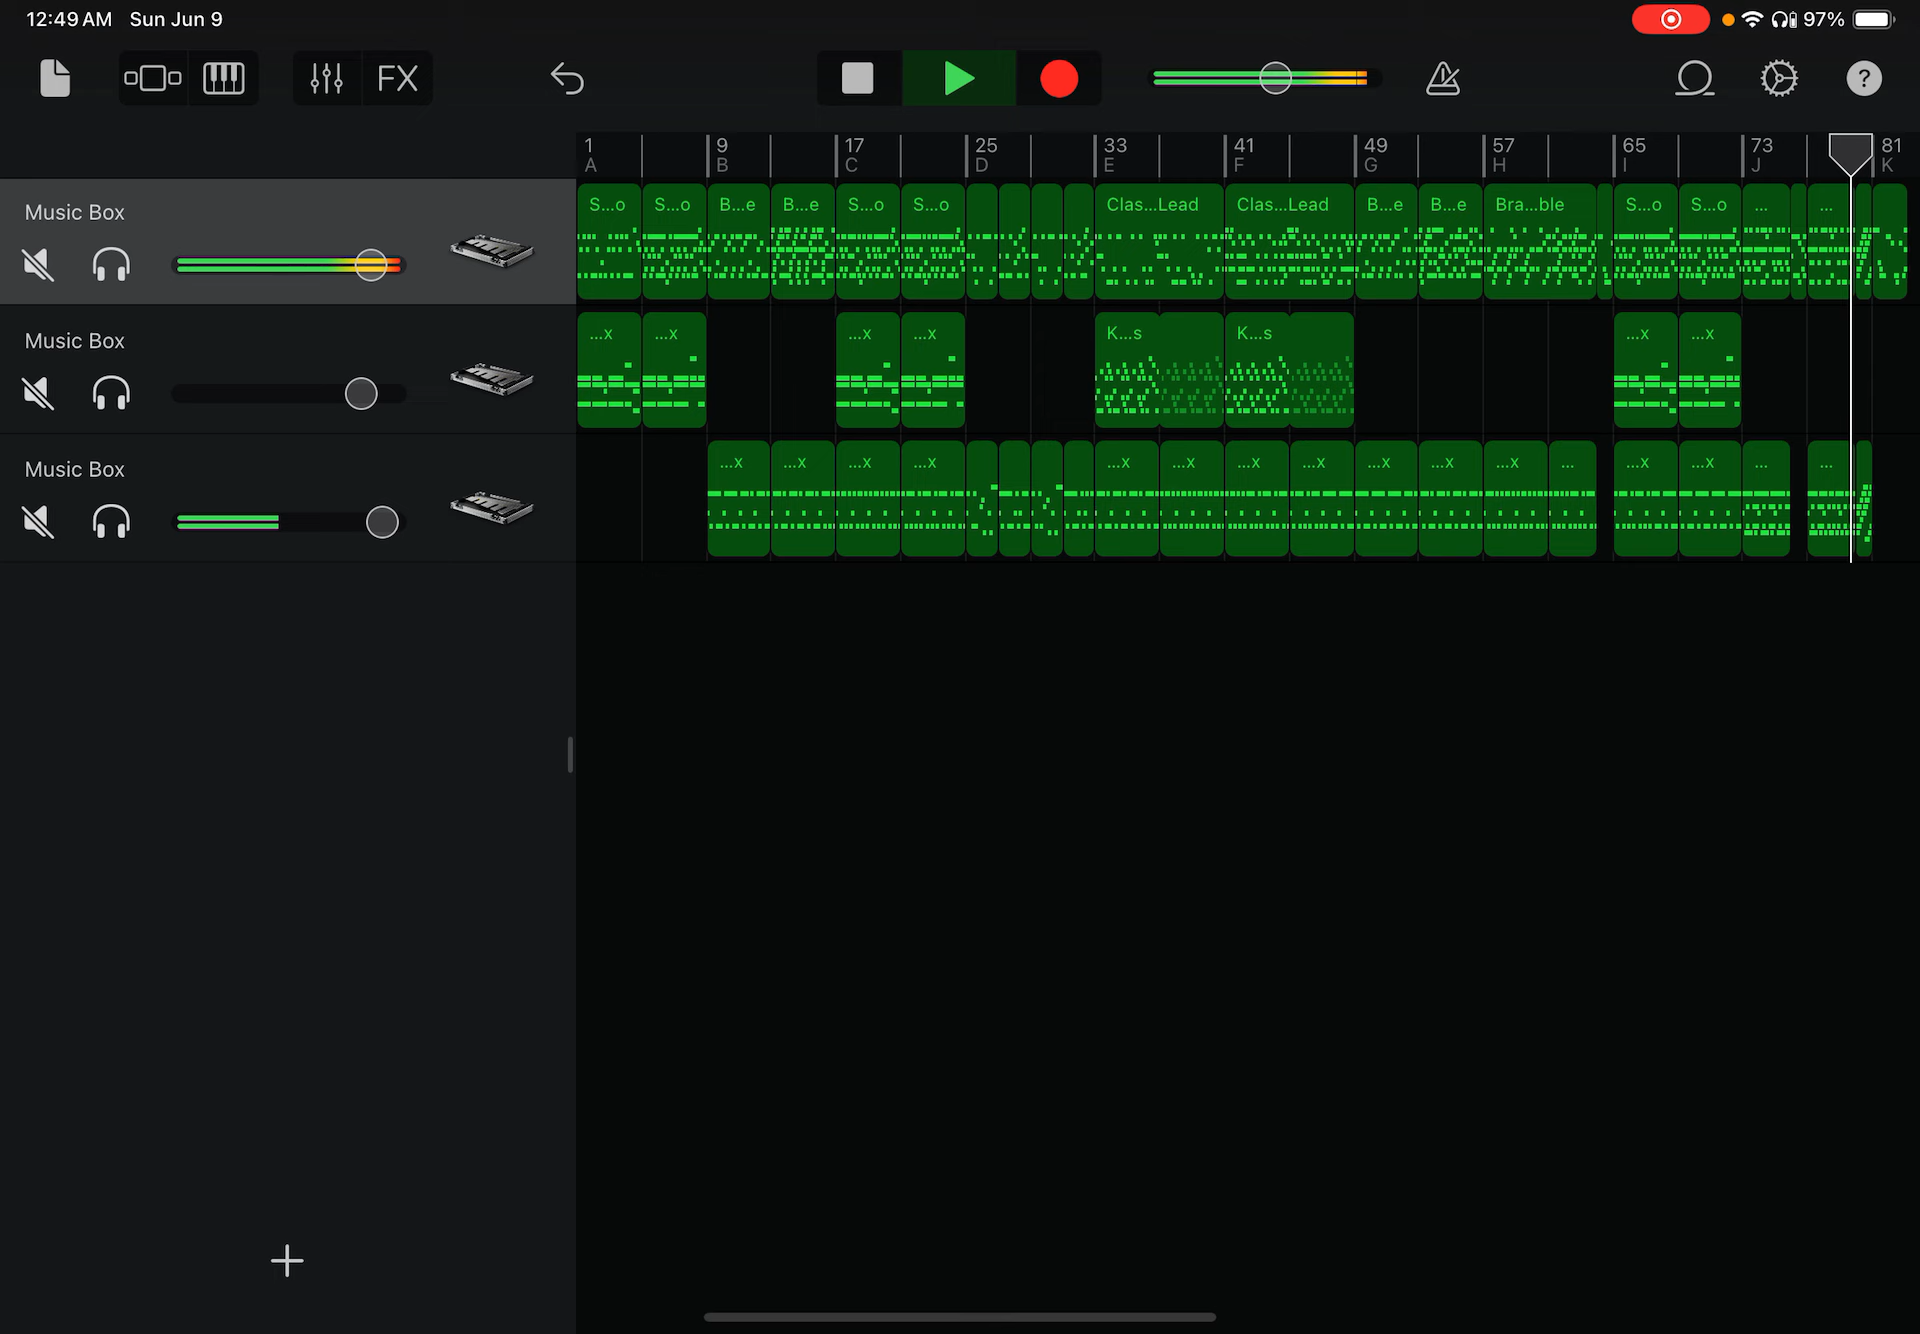 12:49 AM Sun Jun 9 97%
FX
1 9 17 25 33 41 49 57 65 73 81
A B C D E F G H I J K
Music Box
S...o S...o B...e B...e S...o S...o Clas...Lead Clas...Lead B...e B...e Bra...ble S...o S...o ... ...
Music Box
...x ...x ...x ...x K...s K...s ...x ...x
Music Box
...x ...x ...x ...x ...x ...x ...x ...x ...x ...x ...x ... ...x ...x ... ...